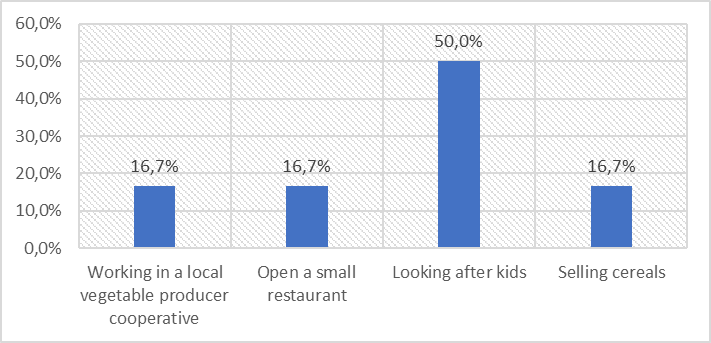 60,0%
50,0%
40,0%
30,0%
20,0%
10,0%
0,0%
16,7%
16,7%
50,0%
16,7%
Working in a local
vegetable producer
cooperative
Open a small
restaurant
Looking after kids
Selling cereals